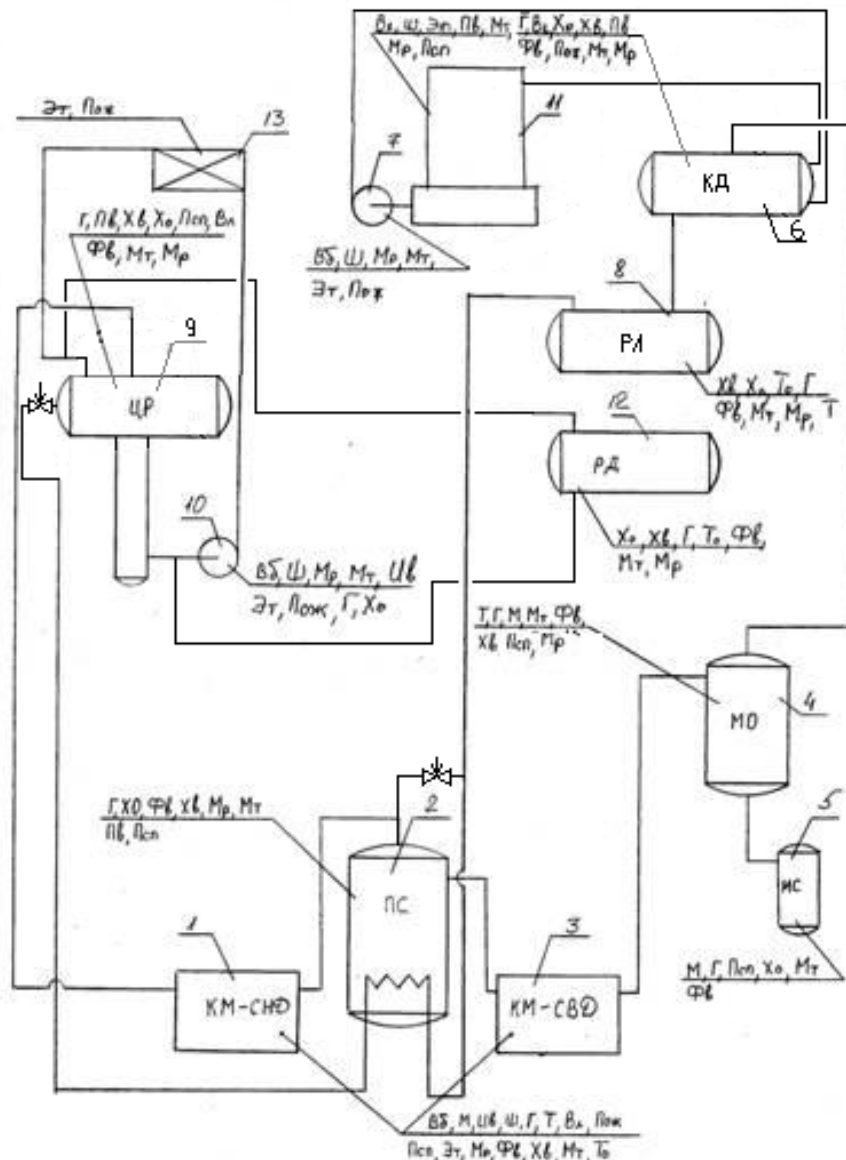 Вл, Ш, Эт, Пв, Мт
Мр, Псп
Г, Вв, Хо, Хв, Пв
Фв, Пож, Мт, Мр
11
Эт, Пож
13
7
КД
6
Г, Пв, Хв, Хо, Псп, Вл
Фв, Мт, Мр
Вб, Ш, Мр, Мт,
Эт, Пож
8
9
РЛ
ЦР
Хв, Хо, То, Г
Фв, Мт, Мр, Т
12
РД
10
Хо, Хв, Г, То, Фв,
Мт, Мр
Вб, Ш, Мр, Мт, Ив
Эт, Пож, Г, Хо
Т, Г, М, Мт, Фв,
Хв Псп, Мр
МО
4
Г, ХО, Фв, Хв, Мр, Мт
Пв, Псп
2
5
ПС
МС
1
3
М, Г, Псп, Хо, Мт
Фв
КМ-СНД
КМ-СВД
Вб, М, Ив, Ш, Г, Т, Вл, Пож
Псп, Эт, Мр, Фв, Хв, Мт, То